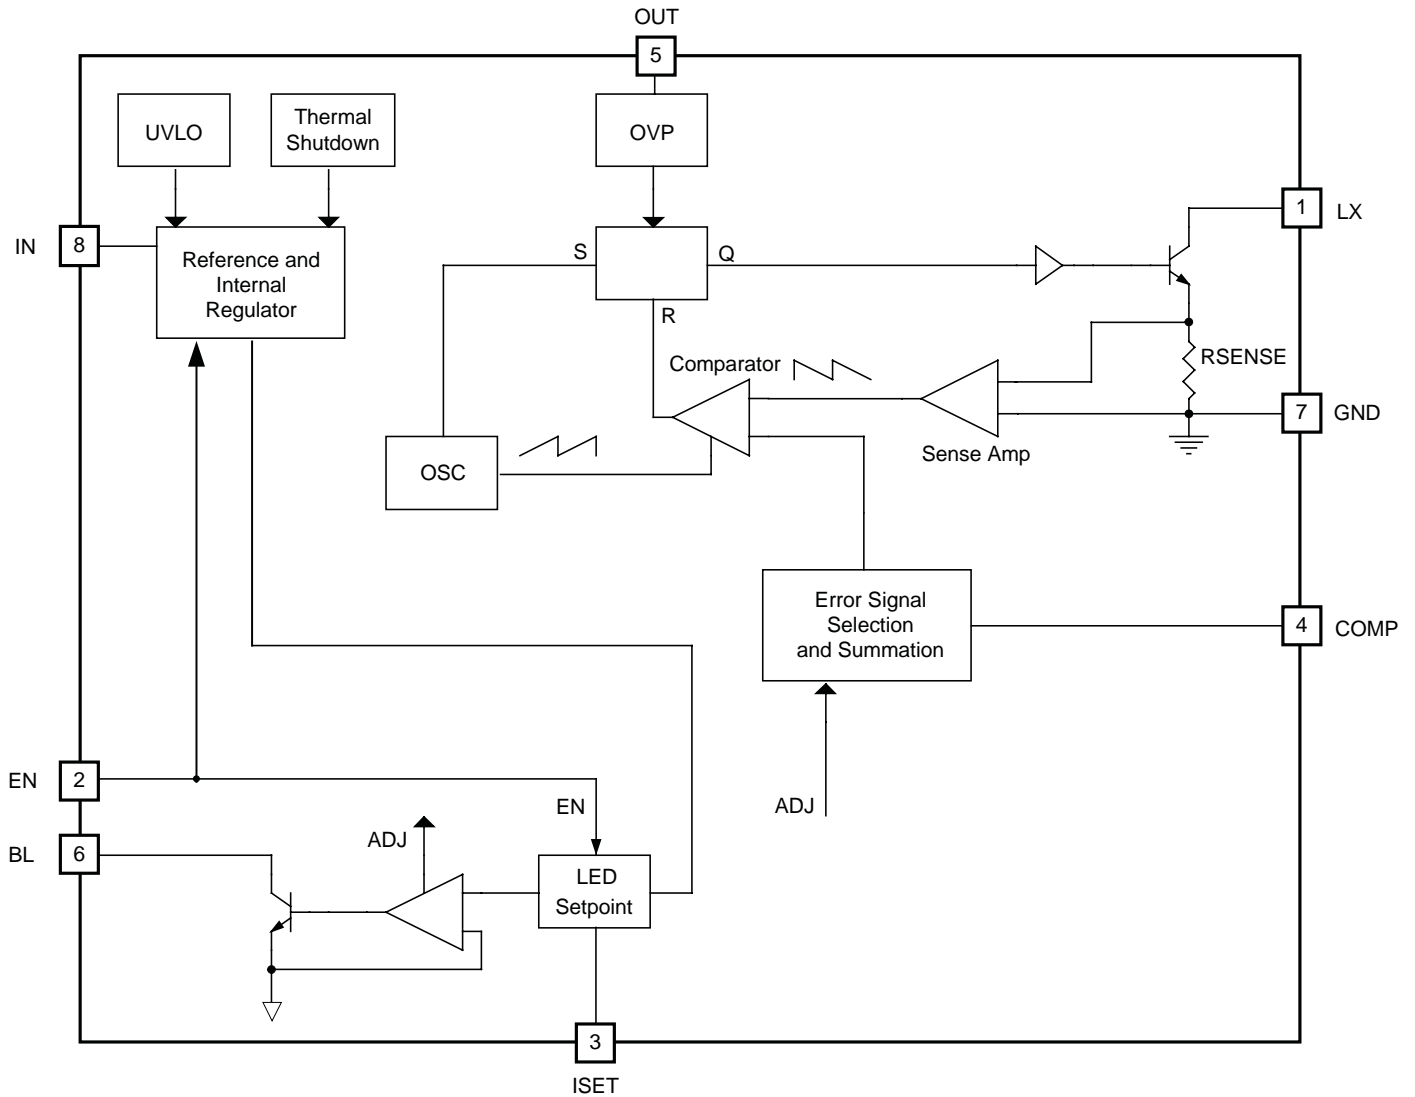 OUT
5
UVLO
Thermal
Shutdown
OVP
1
LX
IN
8
Reference and
Internal
Regulator
S
Q
R
Comparator
RSENSE
7
GND
Sense Amp
OSC
Error Signal
Selection
and Summation
4
COMP
EN
2
EN
ADJ
ADJ
BL
6
LED
Setpoint
3
ISET